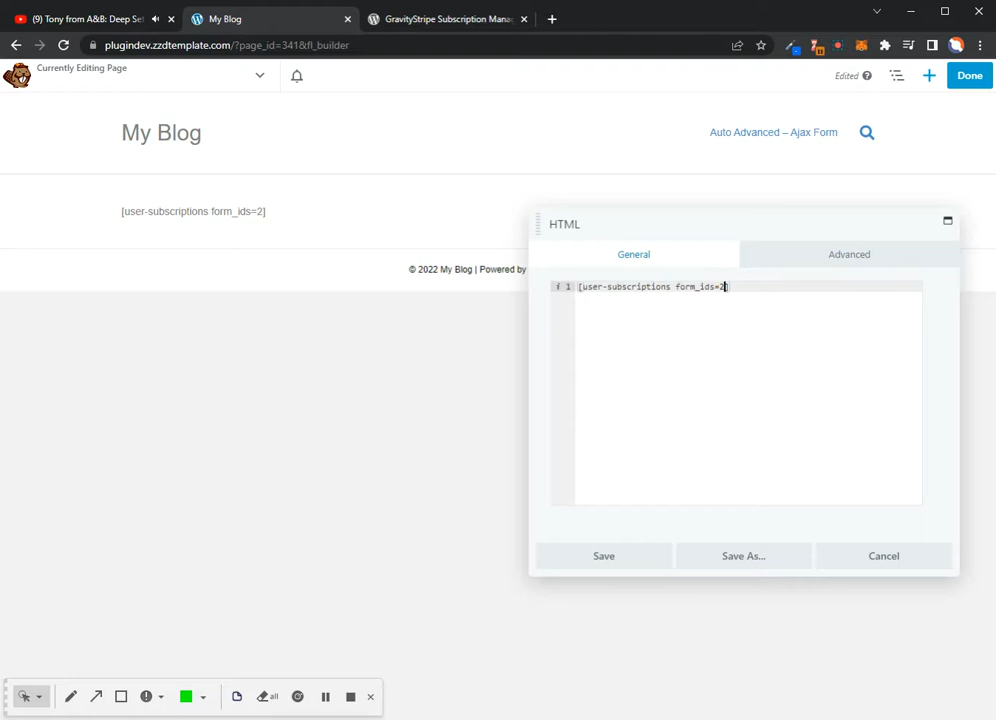 (9) Tony from A&B: Deep Se
My Blog
GravityStripe Subscription Manag
plugindev.zzdtemplate.com/?page_id=341&fl_builder
Currently Editing Page
Edited
Done
My Blog
Auto Advanced – Ajax Form
[user-subscriptions form_ids=2]
HTML
General
Advanced
© 2022 My Blog | Powered by
i 1 [user-subscriptions form_ids=2]
Save
Save As...
Cancel
all